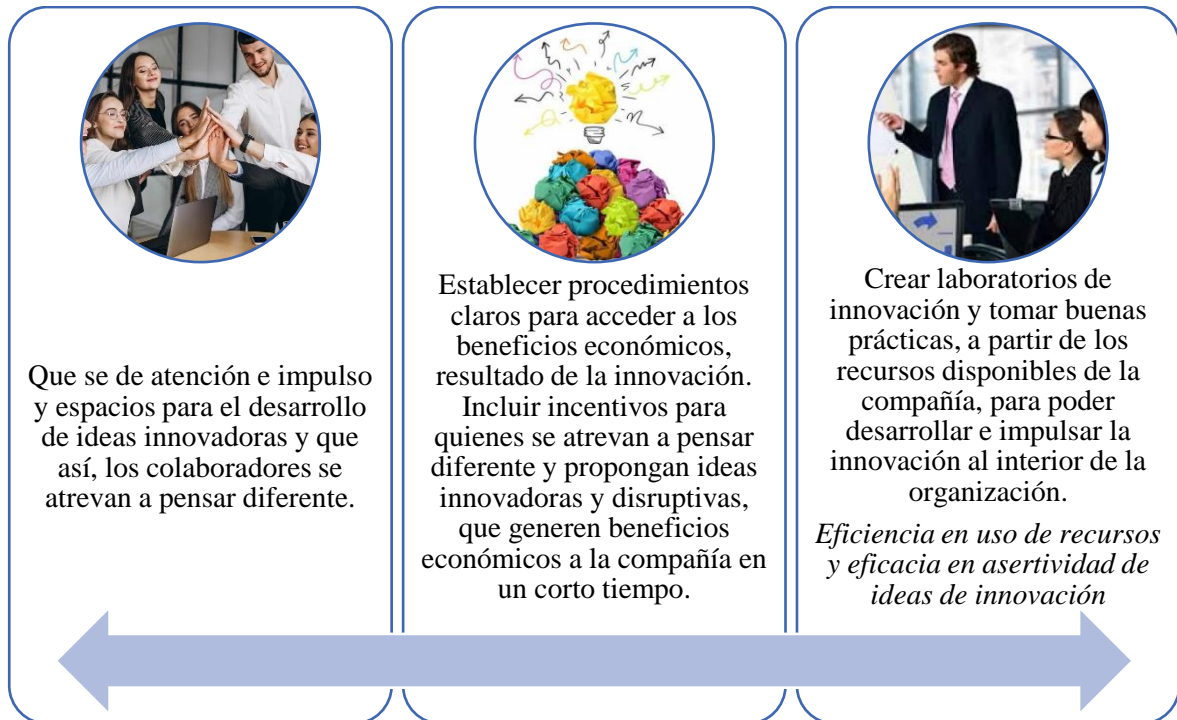 Que se de atención e impulso
y espacios para el desarrollo
de ideas innovadoras y que
así, los colaboradores se
atrevan a pensar diferente.
Establecer procedimientos
claros para acceder a los
beneficios económicos,
resultado de la innovación.
Incluir incentivos para
quienes se atrevan a pensar
diferente y propongan ideas
innovadoras y disruptivas,
que generen beneficios
económicos a la compañía en
un corto tiempo.
Crear laboratorios de
innovación y tomar buenas
prácticas, a partir de los
recursos disponibles de la
compañía, para poder
desarrollar e impulsar la
innovación al interior de la
organización.
Eficiencia en uso de recursos
y eficacia en asertividad de
ideas de innovación